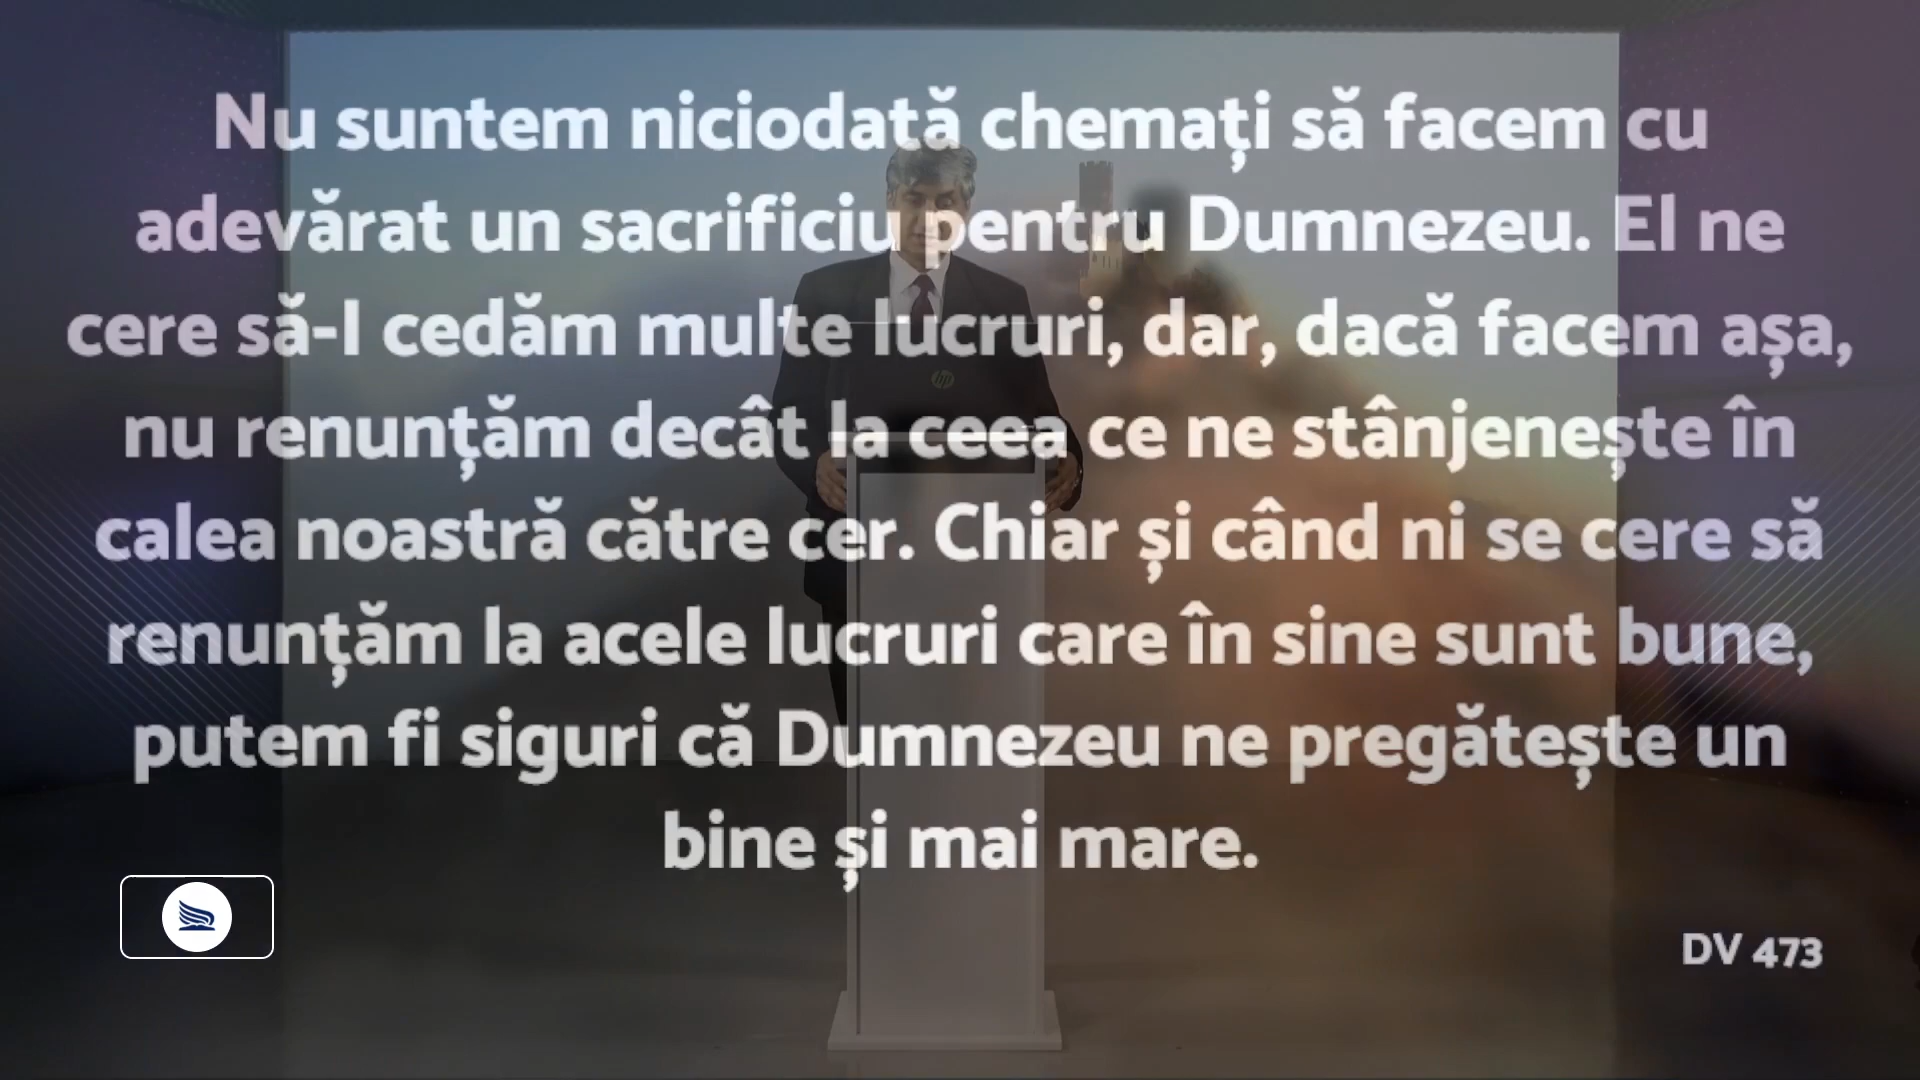 Nu suntem niciodată chemați să facem cu
adevărat un sacrificiu pentru Dumnezeu. El ne
cere să-I cedăm multe lucruri, dar, dacă facem așa,
nu renunțăm decât la ceea ce ne stânjenește în
calea noastră către cer. Chiar și când ni se cere să
renunțăm la acele lucruri care în sine sunt bune,
putem fi siguri că Dumnezeu ne pregătește un
bine și mai mare.
DV 473
hp